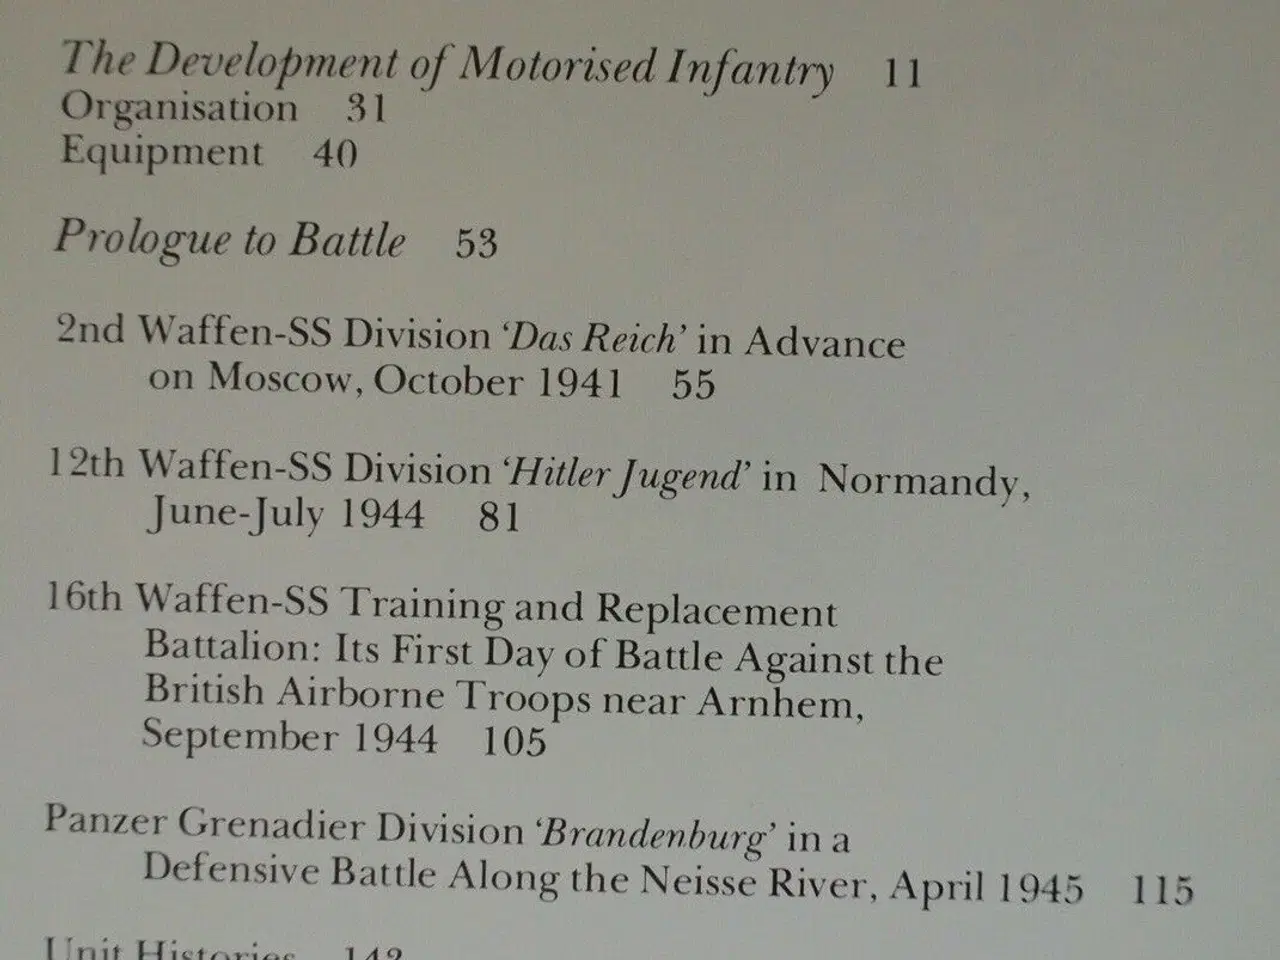 The Development of Motorised Infantry 11
Organisation 31
Equipment 40
Prologue to Battle 53
2nd Waffen-SS Division ‘Das Reich’ in Advance
on Moscow, October 1941 55
12th Waffen-SS Division ‘Hitler Jugend’ in Normandy,
June-July 1944 81
16th Waffen-SS Training and Replacement
Battalion: Its First Day of Battle Against the
British Airborne Troops near Arnhem,
September 1944 105
Panzer Grenadier Division ‘Brandenburg’ in a
Defensive Battle Along the Neisse River, April 1945 115
Unit Histories 142